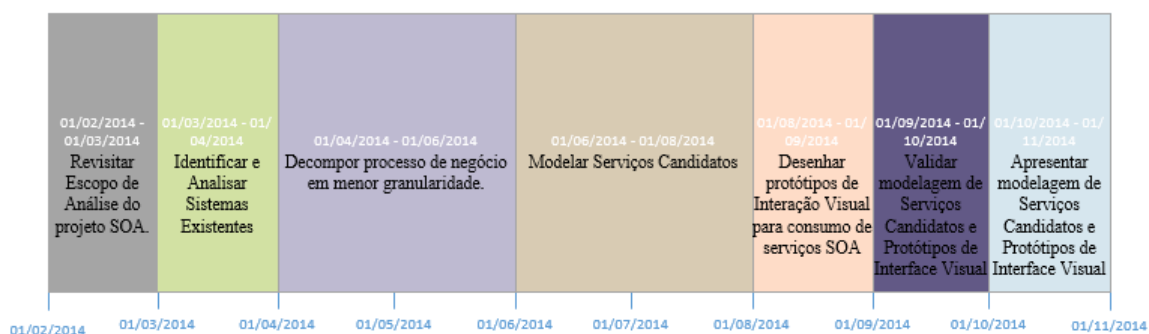 01/02/2014 -
01/03/2014
Revisitar
Escopo de
Análise do
projeto SOA.
01/03/2014 - 01/
04/2014
Identificar e
Analisar
Sistemas
Existentes
01/04/2014 - 01/06/2014
Decompor processo de negócio
em menor granularidade.
01/06/2014 - 01/08/2014
Modelar Serviços Candidatos
01/08/2014 - 01/
09/2014
Desenhar
protótipos de
Interação Visual
para consumo de
serviços SOA
01/09/2014 - 01/
10/2014
Validar
modelagem de
Serviços
Candidatos e
Protótipos de
Interface Visual
01/10/2014 - 01/
11/2014
Apresentar
modelagem de
Serviços
Candidatos e
Protótipos de
Interface Visual
01/02/2014
01/03/2014
01/04/2014
01/05/2014
01/06/2014
01/07/2014
01/08/2014
01/09/2014
01/10/2014
01/11/2014